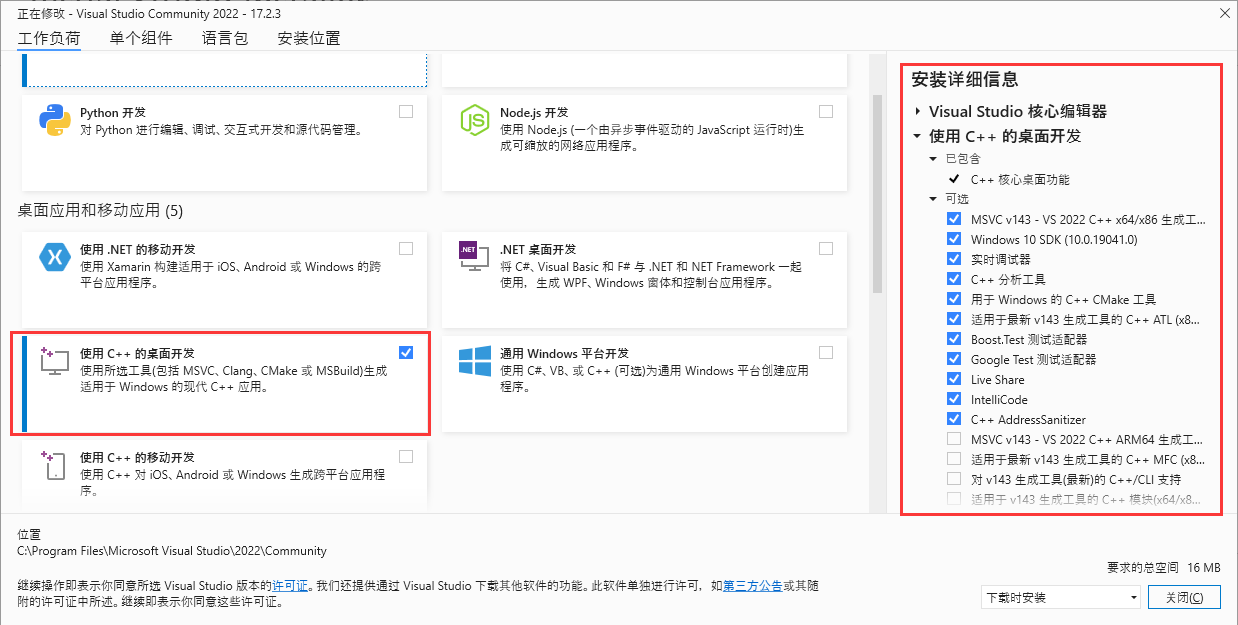 正在修改 - Visual Studio Community 2022 - 17.2.3
工作负荷 单个组件 语言包 安装位置
Python 开发
对 Python 进行编辑、调试、交互式开发和源代码管理。
Node.js 开发
使用 Node.js (一个由异步事件驱动的 JavaScript 运行时)生
成可缩放的网络应用程序。
桌面应用和移动应用 (5)
使用 .NET 的移动开发
使用 Xamarin 构建适用于 iOS、Android 或 Windows 的跨
平台应用程序。
.NET
.NET 桌面开发
将 C#、Visual Basic 和 F# 与 .NET 和 NET Framework 一起
使用，生成 WPF、Windows 窗体和控制台应用程序。
使用 C++ 的桌面开发
使用所选工具(包括 MSVC、Clang、CMake 或 MSBuild)生成
适用于 Windows 的现代 C++ 应用。
通用 Windows 平台开发
使用 C#、VB、或 C++ (可选)为通用 Windows 平台创建应用
程序。
使用 C++ 的移动开发
使用 C++ 对 iOS、Android 或 Windows 生成跨平台应用程
序。
安装详细信息
Visual Studio 核心编辑器
使用 C++ 的桌面开发
已包含
C++ 核心桌面功能
可选
MSVC v143 - VS 2022 C++ x64/x86 生成工...
Windows 10 SDK (10.0.19041.0)
实时调试器
C++ 分析工具
用于 Windows 的 C++ CMake 工具
适用于最新 v143 生成工具的 C++ ATL (x8...
Boost.Test 测试适配器
Google Test 测试适配器
Live Share
IntelliCode
C++ AddressSanitizer
MSVC v143 - VS 2022 C++ ARM64 生成工...
适用于最新 v143 生成工具的 C++ MFC (x8...
对 v143 生成工具(最新)的 C++/CLI 支持
适用于 v143 生成工具的 C++ 模块(x64/x8...
位置
C:\Program Files\Microsoft Visual Studio\2022\Community
继续操作即表示你同意所选 Visual Studio 版本的许可证。我们还提供通过 Visual Studio 下载其他软件的功能。此软件单独进行许可，如第三方公告或其随
附的许可证中所述。继续即表示你同意这些许可证。
要求的总空间 16 MB
下载时安装
关闭(C)